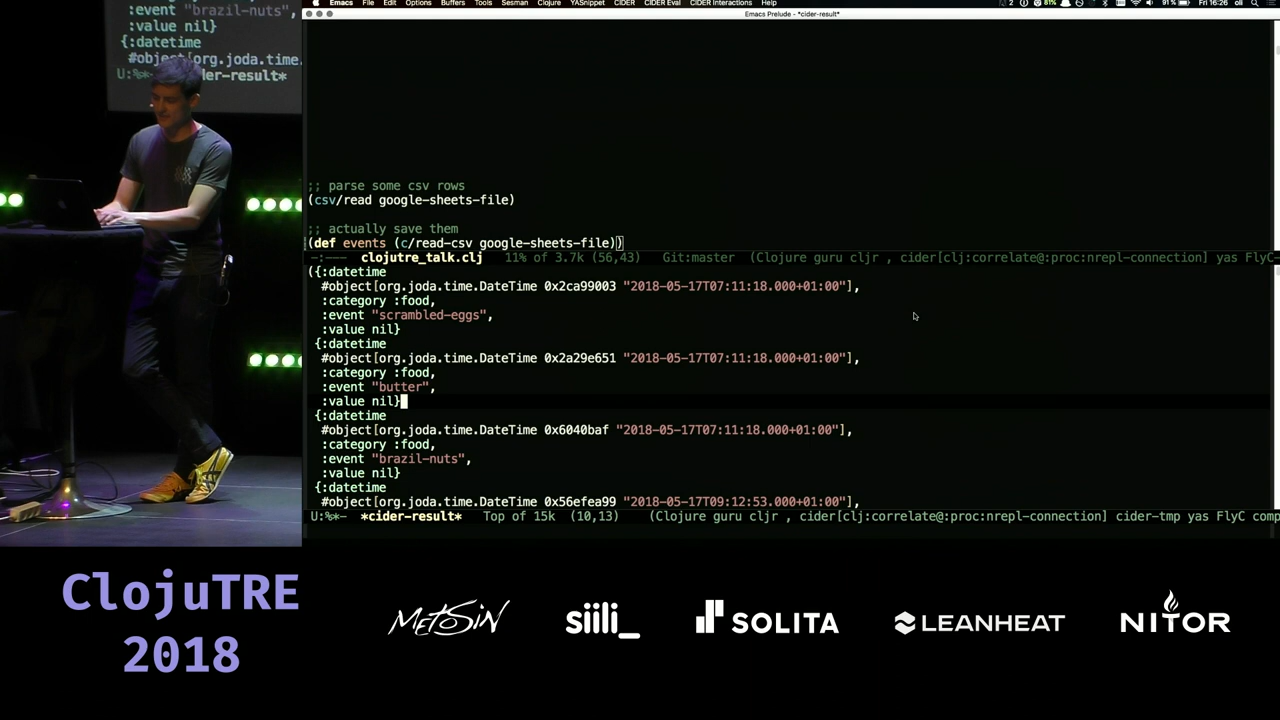 Emacs File Edit Options Buffers Tools Sesman Clojure YASnippet CIDER CIDER Eval CIDER Interactions Help
81% 91% Fri 16:26 oli
Emacs Prelude - *cider-result*
:event "brazil-nuts",
:value nil}
{:datetime
#object[org.joda.time.
U:%*- *cider-result*
;; parse some csv rows
(csv/read google-sheets-file)
;; actually save them
(def events (c/read-csv google-sheets-file))
-:--- clojutre_talk.clj 11% of 3.7k (56,43) Git:master (Clojure guru cljr , cider[clj:correlate@:proc:nrepl-connection] yas FlyC-
({:datetime
#object[org.joda.time.DateTime 0x2ca99003 "2018-05-17T07:11:18.000+01:00"],
:category :food,
:event "scrambled-eggs",
:value nil}
{:datetime
#object[org.joda.time.DateTime 0x2a29e651 "2018-05-17T07:11:18.000+01:00"],
:category :food,
:event "butter",
:value nil}
{:datetime
#object[org.joda.time.DateTime 0x6040baf "2018-05-17T07:11:18.000+01:00"],
:category :food,
:event "brazil-nuts",
:value nil}
{:datetime
#object[org.joda.time.DateTime 0x56efea99 "2018-05-17T09:12:53.000+01:00"],
U:%*- *cider-result* Top of 15k (10,13) (Clojure guru cljr , cider[clj:correlate@:proc:nrepl-connection] cider-tmp yas FlyC comp
ClojuTRE
2018
METOSIN
siili_
SOLITA
LEANHEAT
NITOR